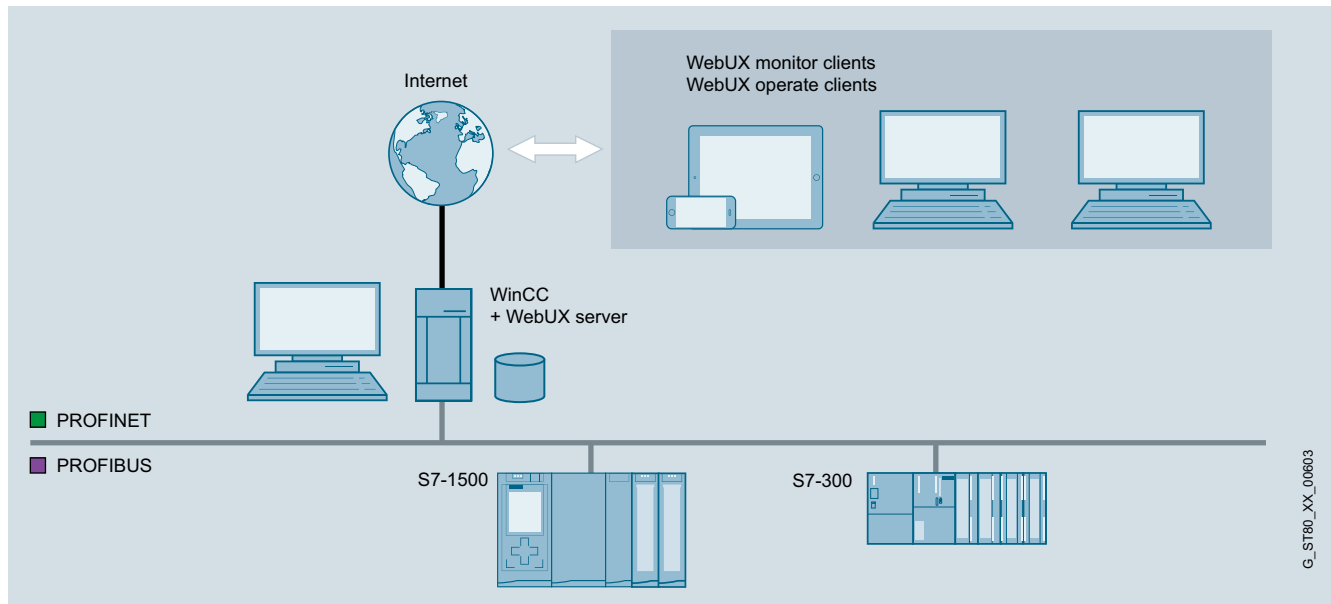 Internet
WebUX monitor clients
WebUX operate clients
WinCC
+ WebUX server
PROFINET
PROFIBUS
S7-1500
S7-300
G_ST80_XX_00603